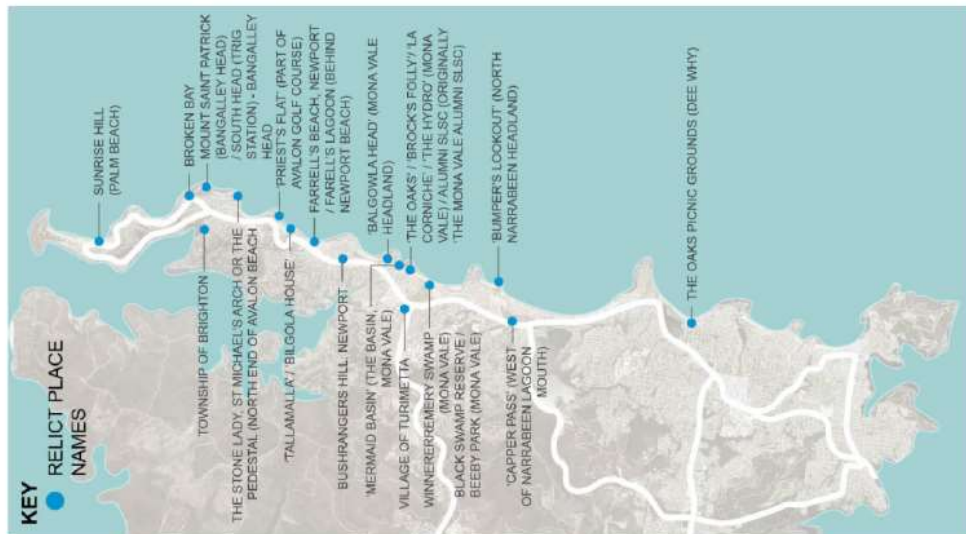 KEY
RELICT PLACE
NAMES
SUNRISE HILL
(PALM BEACH)
BROKEN BAY
MOUNT SAINT PATRICK
(BANGALLEY HEAD)
/ SOUTH HEAD (TRIG
STATION) - BANGALLEY
HEAD
TOWNSHIP OF BRIGHTON
THE STONE LADY, ST MICHAEL'S ARCH OR THE
PEDESTAL (NORTH END OF AVALON BEACH
'PRIEST'S FLAT' (PART OF
AVALON GOLF COURSE)
'TALLAMALLA' / 'BILGOLA HOUSE'
FARRELL'S BEACH, NEWPORT
/ FARELL'S LAGOON (BEHIND
NEWPORT BEACH)
BUSHRANGERS HILL, NEWPORT
'BALGOWLA HEAD (MONA VALE
HEADLAND)
'MERMAID BASIN' (THE BASIN,
MONA VALE)
'THE OAKS' / 'BROCK'S FOLLY'/ 'LA
CORNICHE' / 'THE HYDRO' (MONA
VALE) / ALUMNI SLSC (ORIGINALLY
'THE MONA VALE ALUMNI SLSC)
VILLAGE OF TURIMETTA
WINNERERREMERY SWAMP
(MONA VALE)
BLACK SWAMP RESERVE /
BEEBY PARK (MONA VALE)
'BUMPER'S LOOKOUT' (NORTH
NARRABEEN HEADLAND)
'CAPPER PASS' (WEST
OF NARRABEEN LAGOON
MOUTH)
THE OAKS PICNIC GROUNDS (DEE WHY)